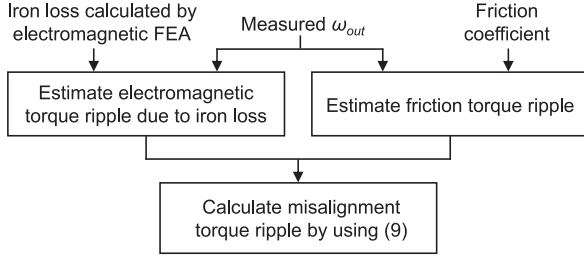 Iron loss calculated by
electromagnetic FEA
Measured ω_out
Friction
coefficient
Estimate electromagnetic
torque ripple due to iron loss
Estimate friction torque ripple
Calculate misalignment
torque ripple by using (9)